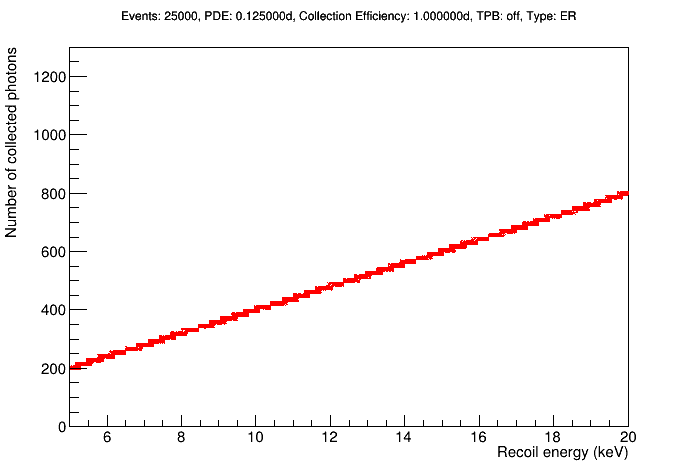 Events: 25000, PDE: 0.125000d, Collection Efficiency: 1.000000d, TPB: off, Type: ER
Number of collected photons
1200
1000
800
600
400
200
0
6 8 10 12 14 16 18 20
Recoil energy (keV)